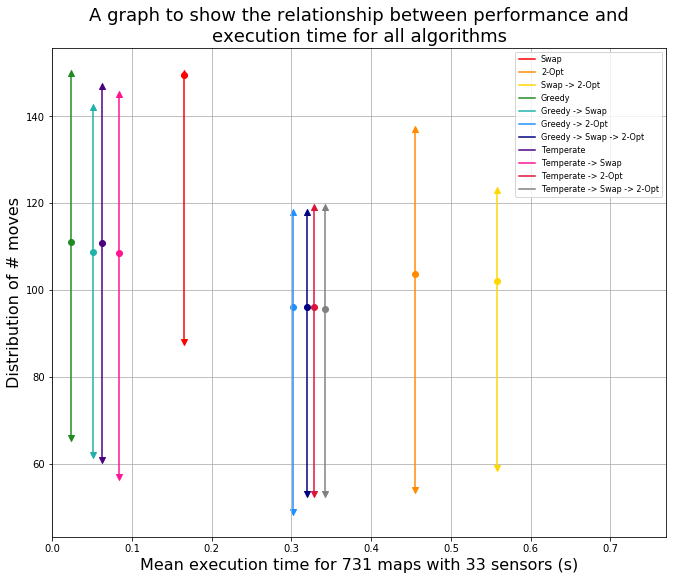 A graph to show the relationship between performance and
execution time for all algorithms
Swap
2-Opt
Swap -> 2-Opt
Greedy
Greedy -> Swap
Greedy -> 2-Opt
Greedy -> Swap -> 2-Opt
Temperate
Temperate -> Swap
Temperate -> 2-Opt
Temperate -> Swap -> 2-Opt
Distribution of # moves
140
120
100
80
60
0.0 0.1 0.2 0.3 0.4 0.5 0.6 0.7
Mean execution time for 731 maps with 33 sensors (s)